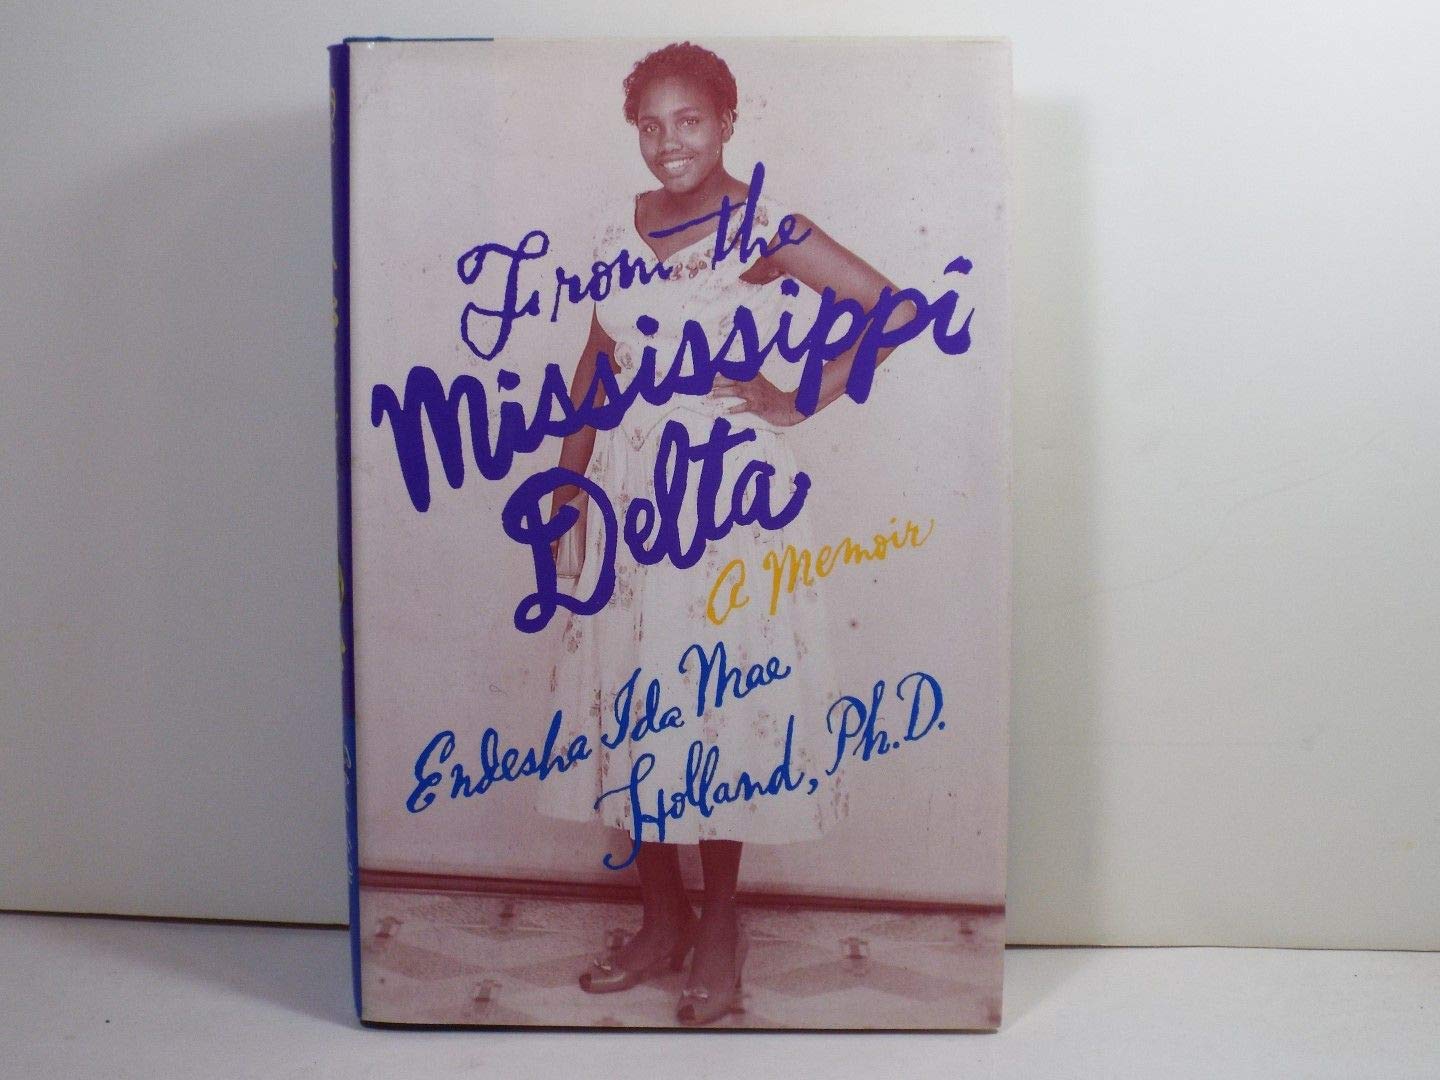 From the
Mississippi
Delta
A Memoir
Endesha Ida Mae
Holland, Ph.D.